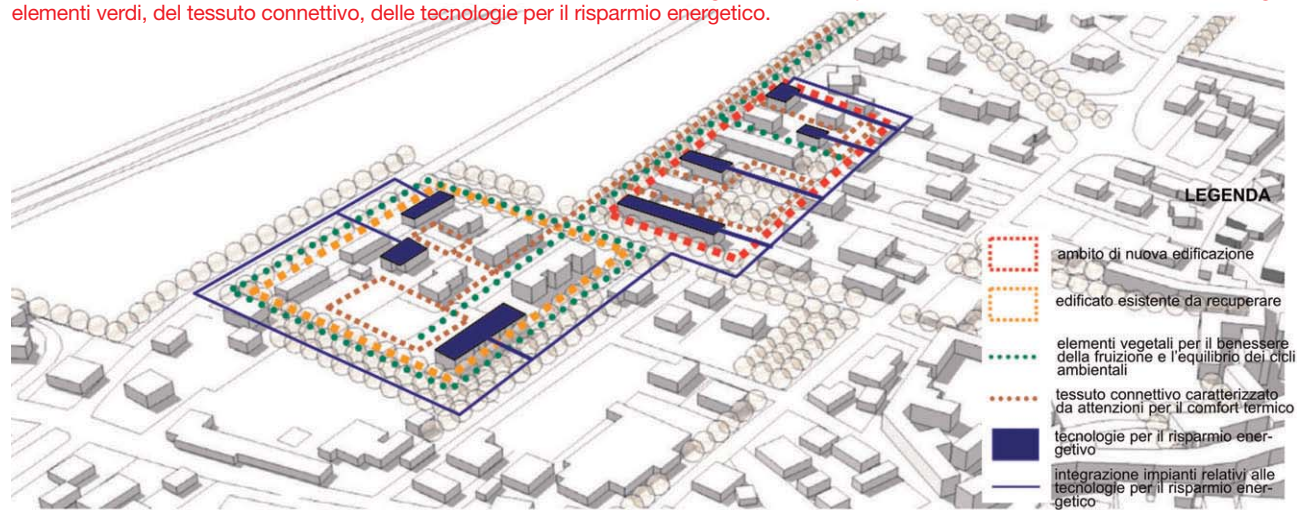 elementi verdi, del tessuto connettivo, delle tecnologie per il risparmio energetico.
LEGENDA
ambito di nuova edificazione
edificato esistente da recuperare
elementi vegetali per il benessere
della fruizione e l'equilibrio dei cicli
ambientali
tessuto connettivo caratterizzato
da attenzioni per il comfort termico
tecnologie per il risparmio ener-
getivo
integrazione impianti relativi alle
tecnologie per il risparmio ener-
getico